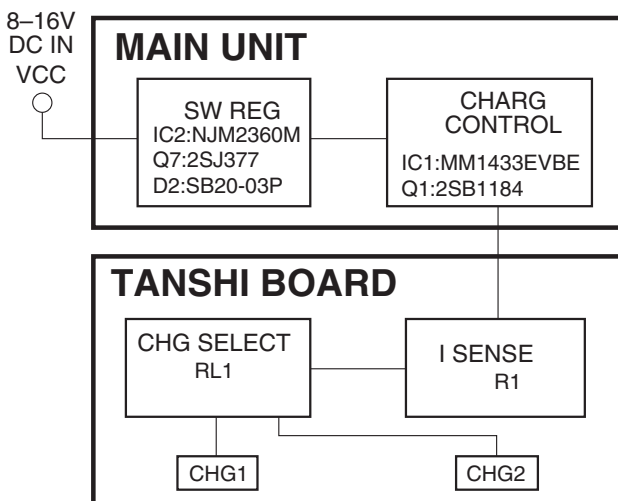 8–16V
DC IN
VCC
MAIN UNIT
SW REG
IC2:NJM2360M
Q7:2SJ377
D2:SB20-03P
CHARG
CONTROL
IC1:MM1433EVBE
Q1:2SB1184
TANSHI BOARD
CHG SELECT
RL1
I SENSE
R1
CHG1
CHG2